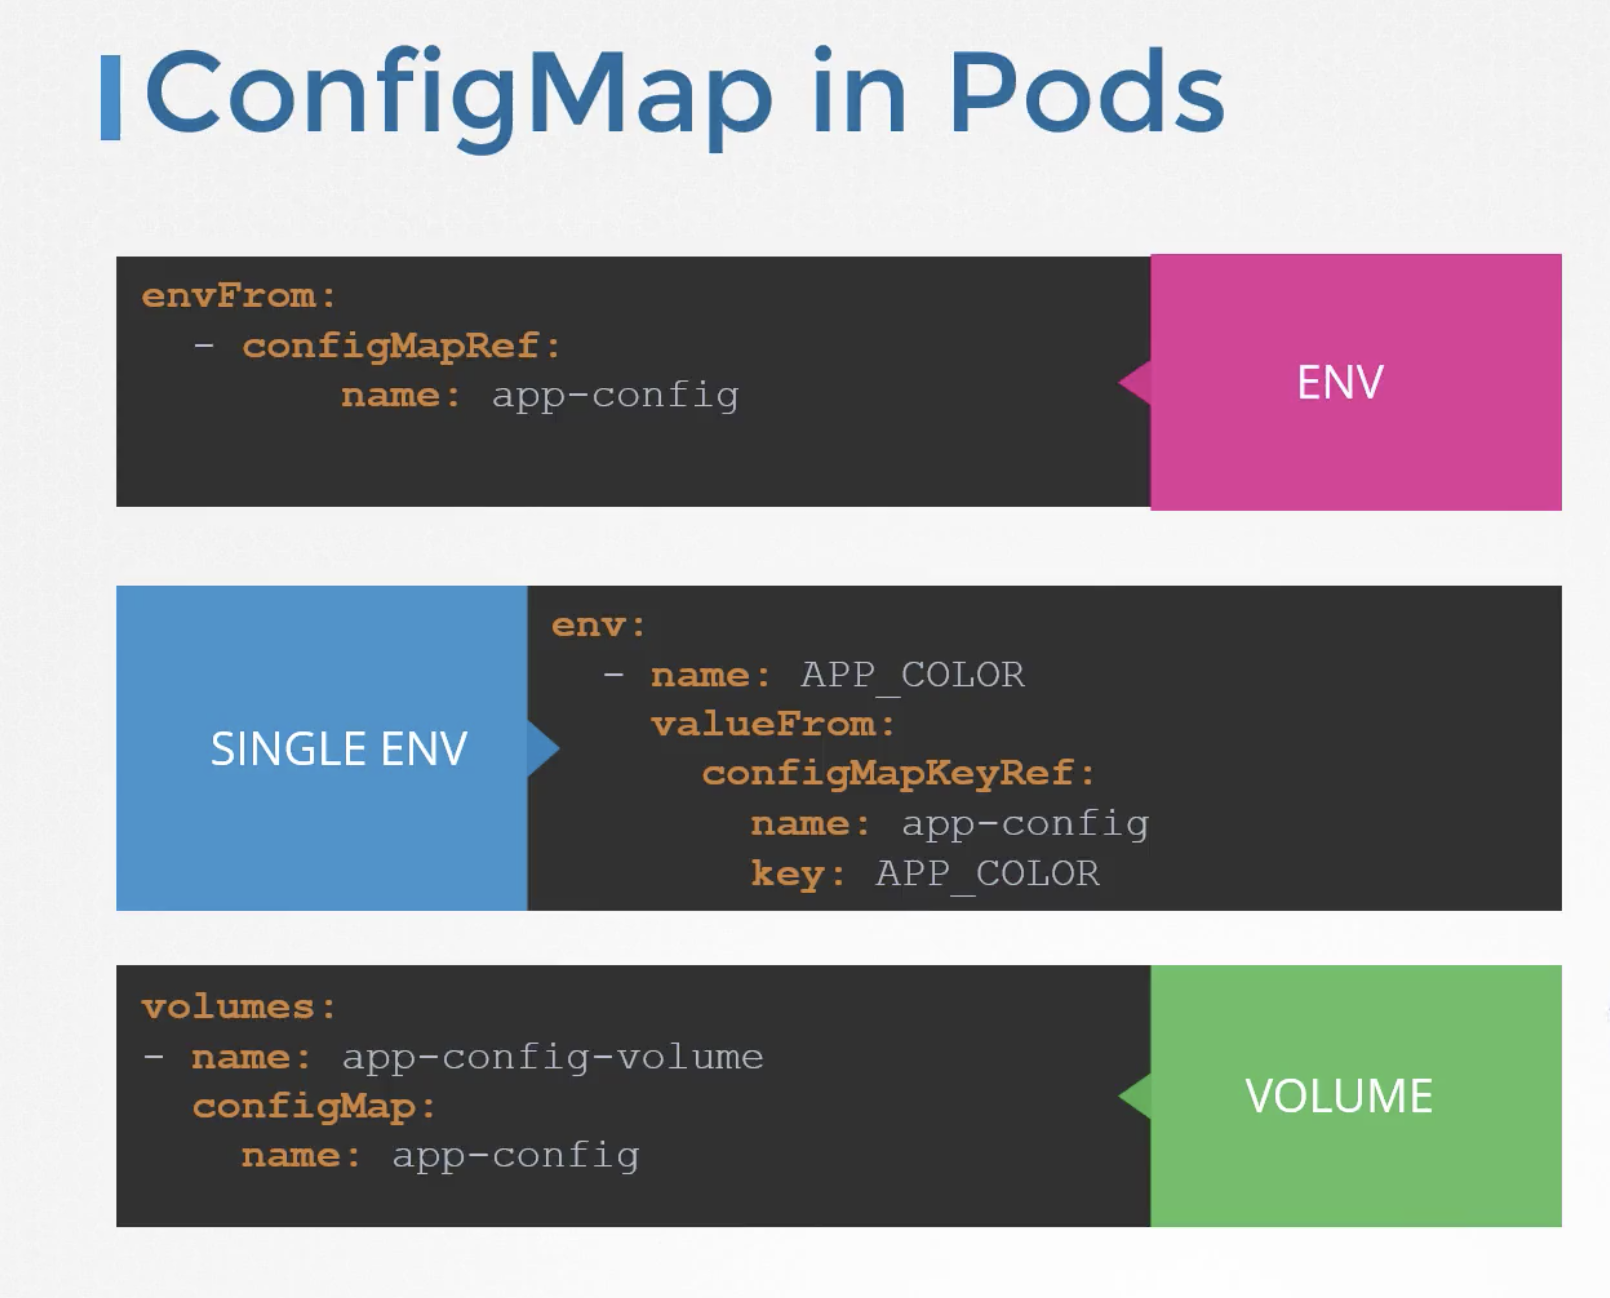 ConfigMap in Pods
envFrom:
  - configMapRef:
        name: app-config
ENV
SINGLE ENV
env:
  - name: APP_COLOR
    valueFrom:
      configMapKeyRef:
        name: app-config
        key: APP_COLOR
volumes:
- name: app-config-volume
  configMap:
    name: app-config
VOLUME